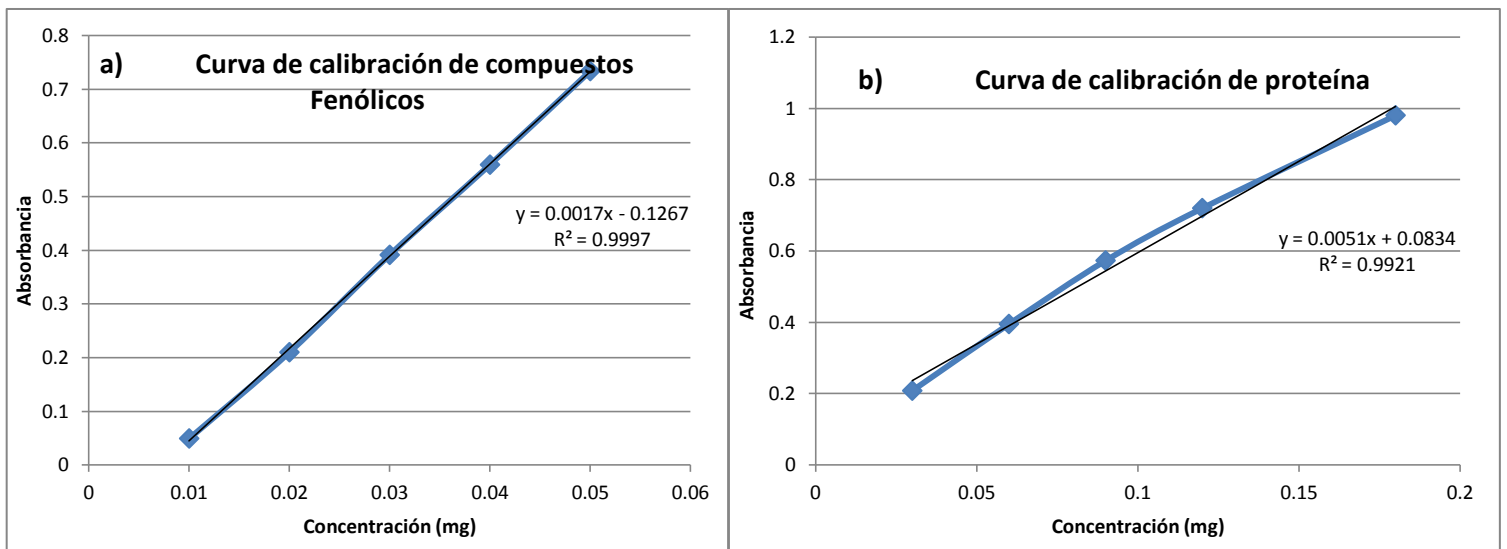 a) Curva de calibración de compuestos
Fenólicos
0.8
0.7
0.6
0.5
0.4
0.3
0.2
0.1
0
Absorbancia
y = 0.0017x - 0.1267
R² = 0.9997
0 0.01 0.02 0.03 0.04 0.05 0.06
Concentración (mg)
b) Curva de calibración de proteína
1.2
1
0.8
0.6
0.4
0.2
0
Absorbancia
y = 0.0051x + 0.0834
R² = 0.9921
0 0.05 0.1 0.15 0.2
Concentración (mg)